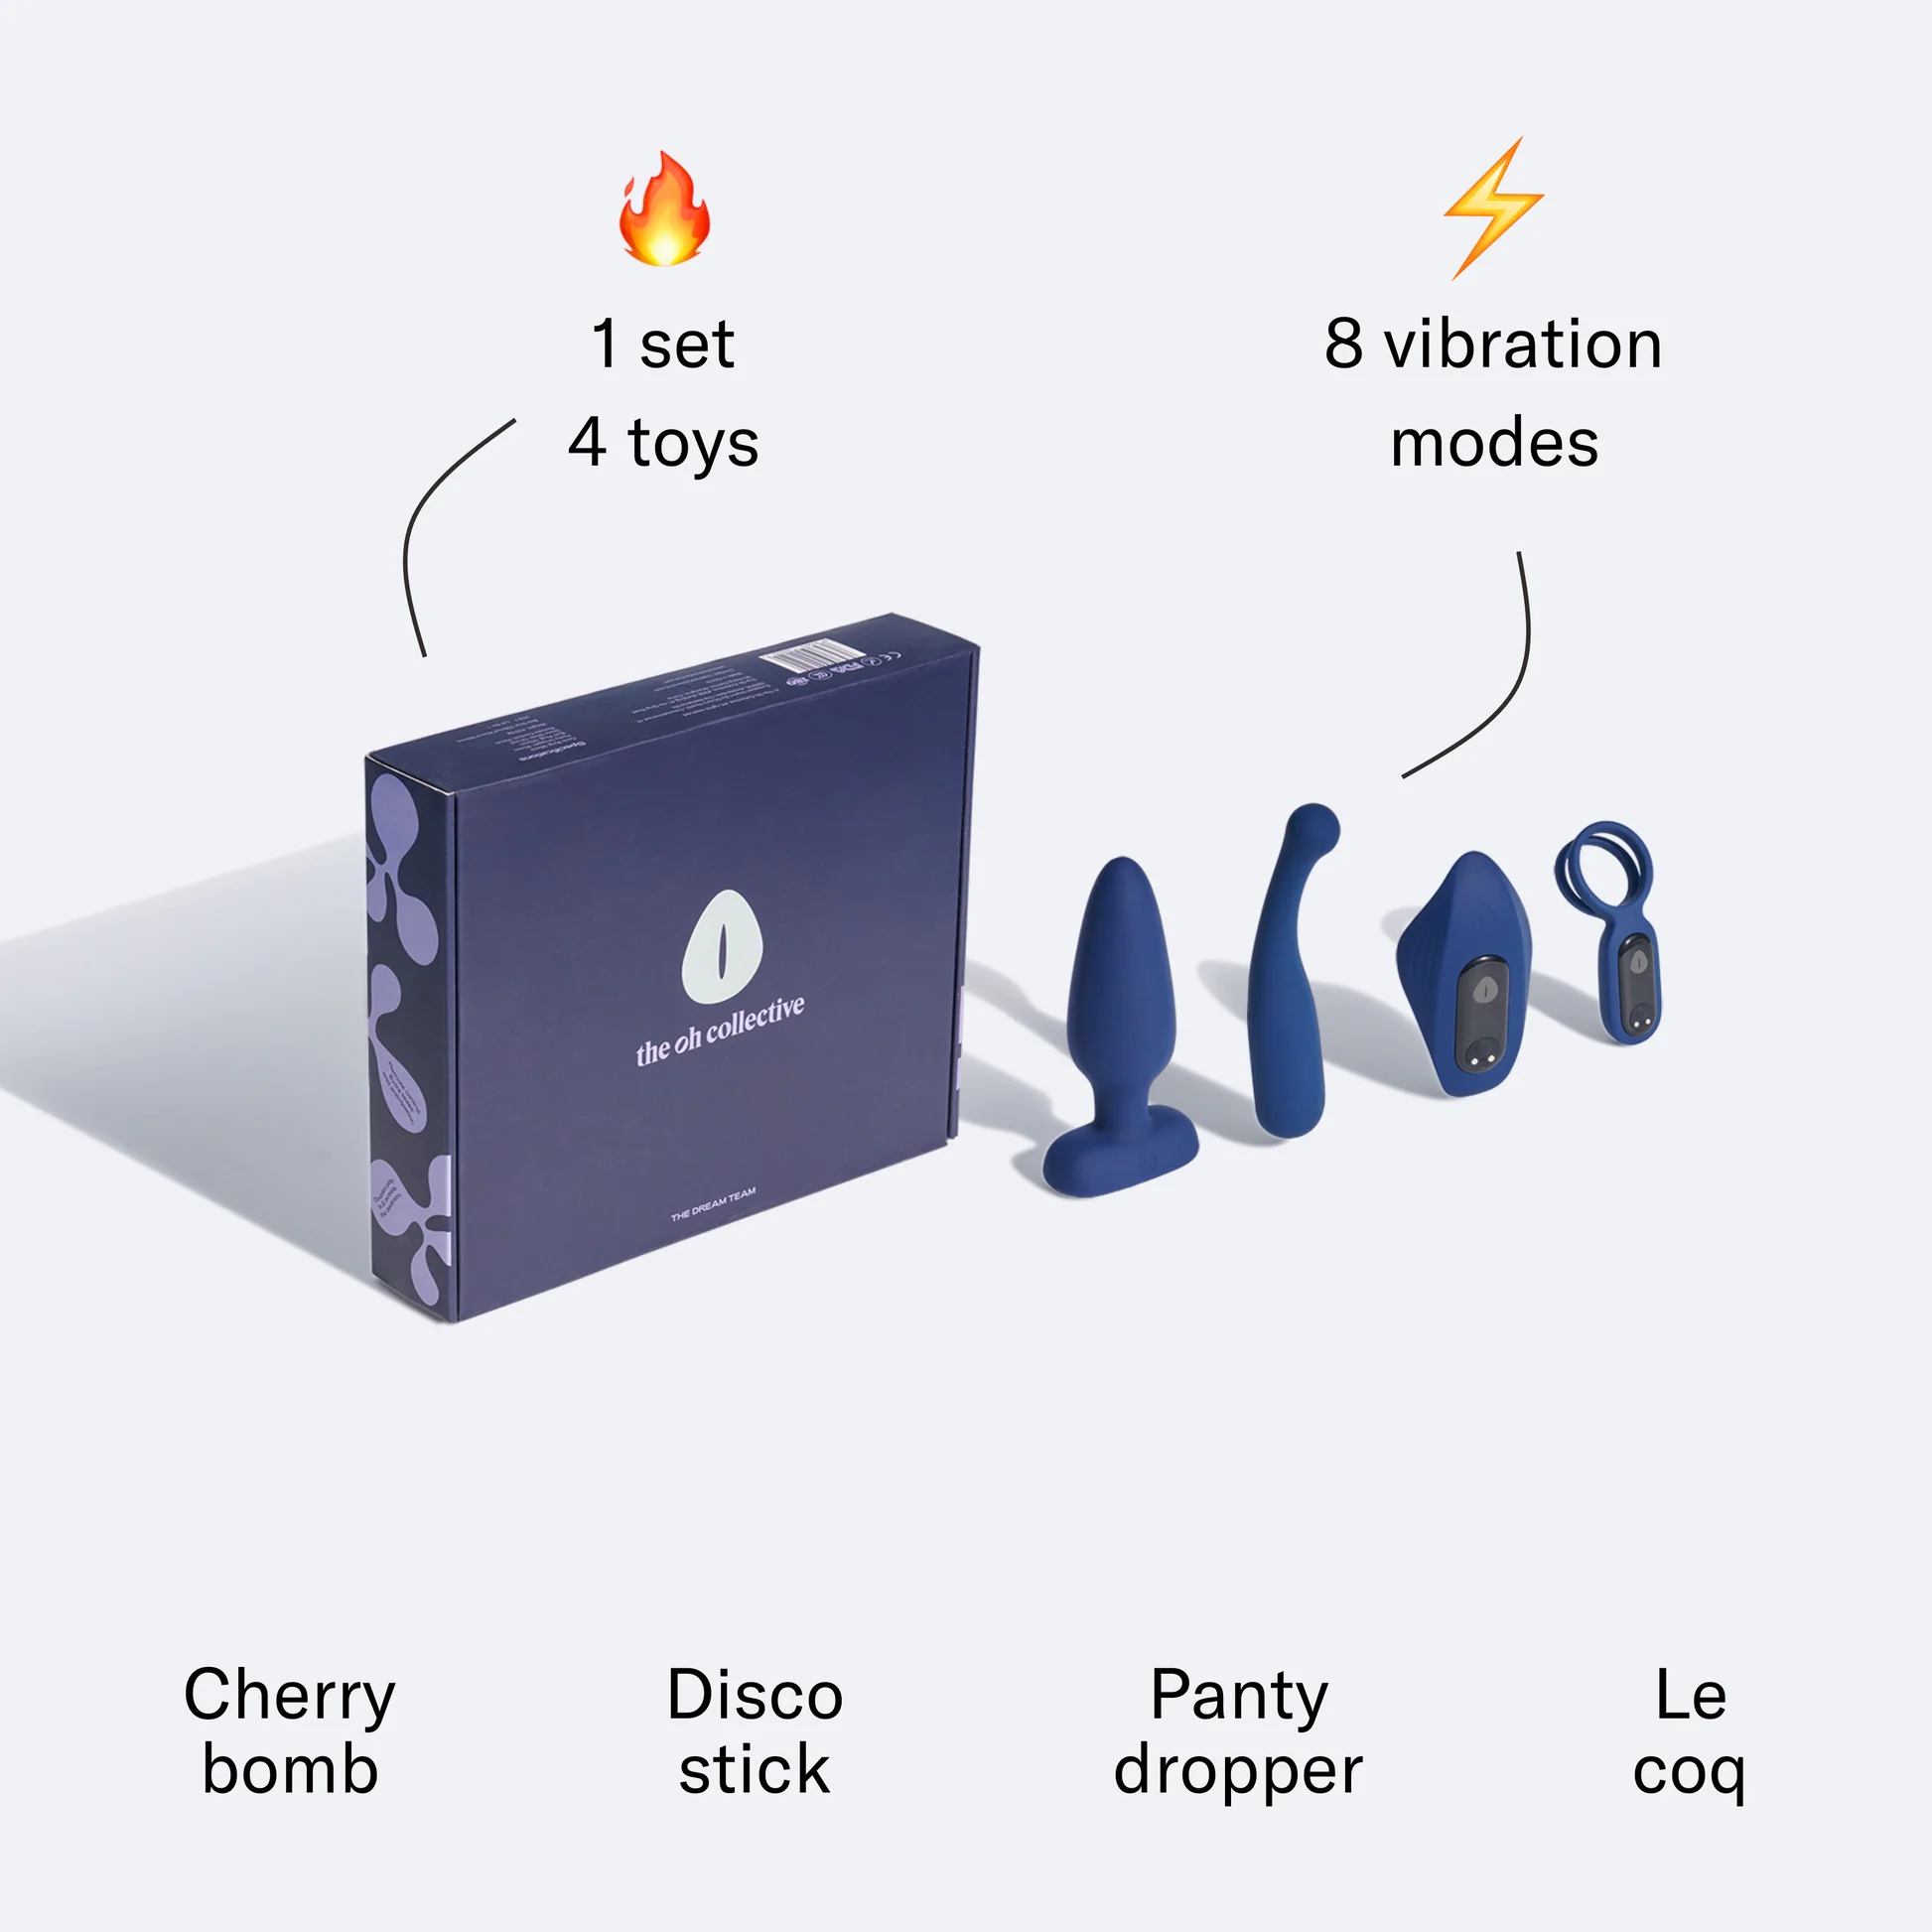 1 set
4 toys
8 vibration
modes
Specifications
the oh collective
THE DREAM TEAM
Cherry
bomb
Disco
stick
Panty
dropper
Le
coq